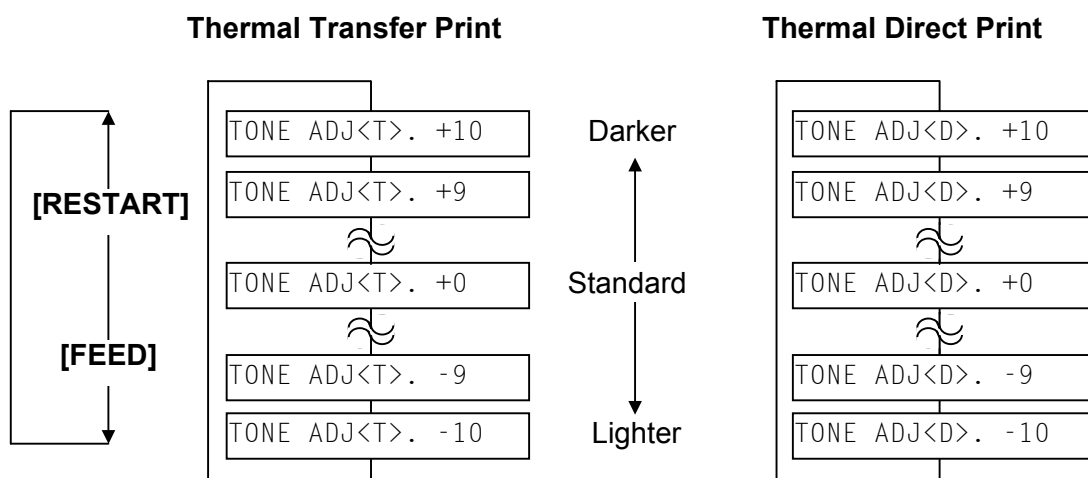 Thermal Transfer Print
Thermal Direct Print
TONE ADJ<T>. +10
Darker
TONE ADJ<D>. +10
[RESTART]
TONE ADJ<T>. +9
TONE ADJ<D>. +9
TONE ADJ<T>. +0
Standard
TONE ADJ<D>. +0
[FEED]
TONE ADJ<T>. -9
TONE ADJ<D>. -9
TONE ADJ<T>. -10
Lighter
TONE ADJ<D>. -10